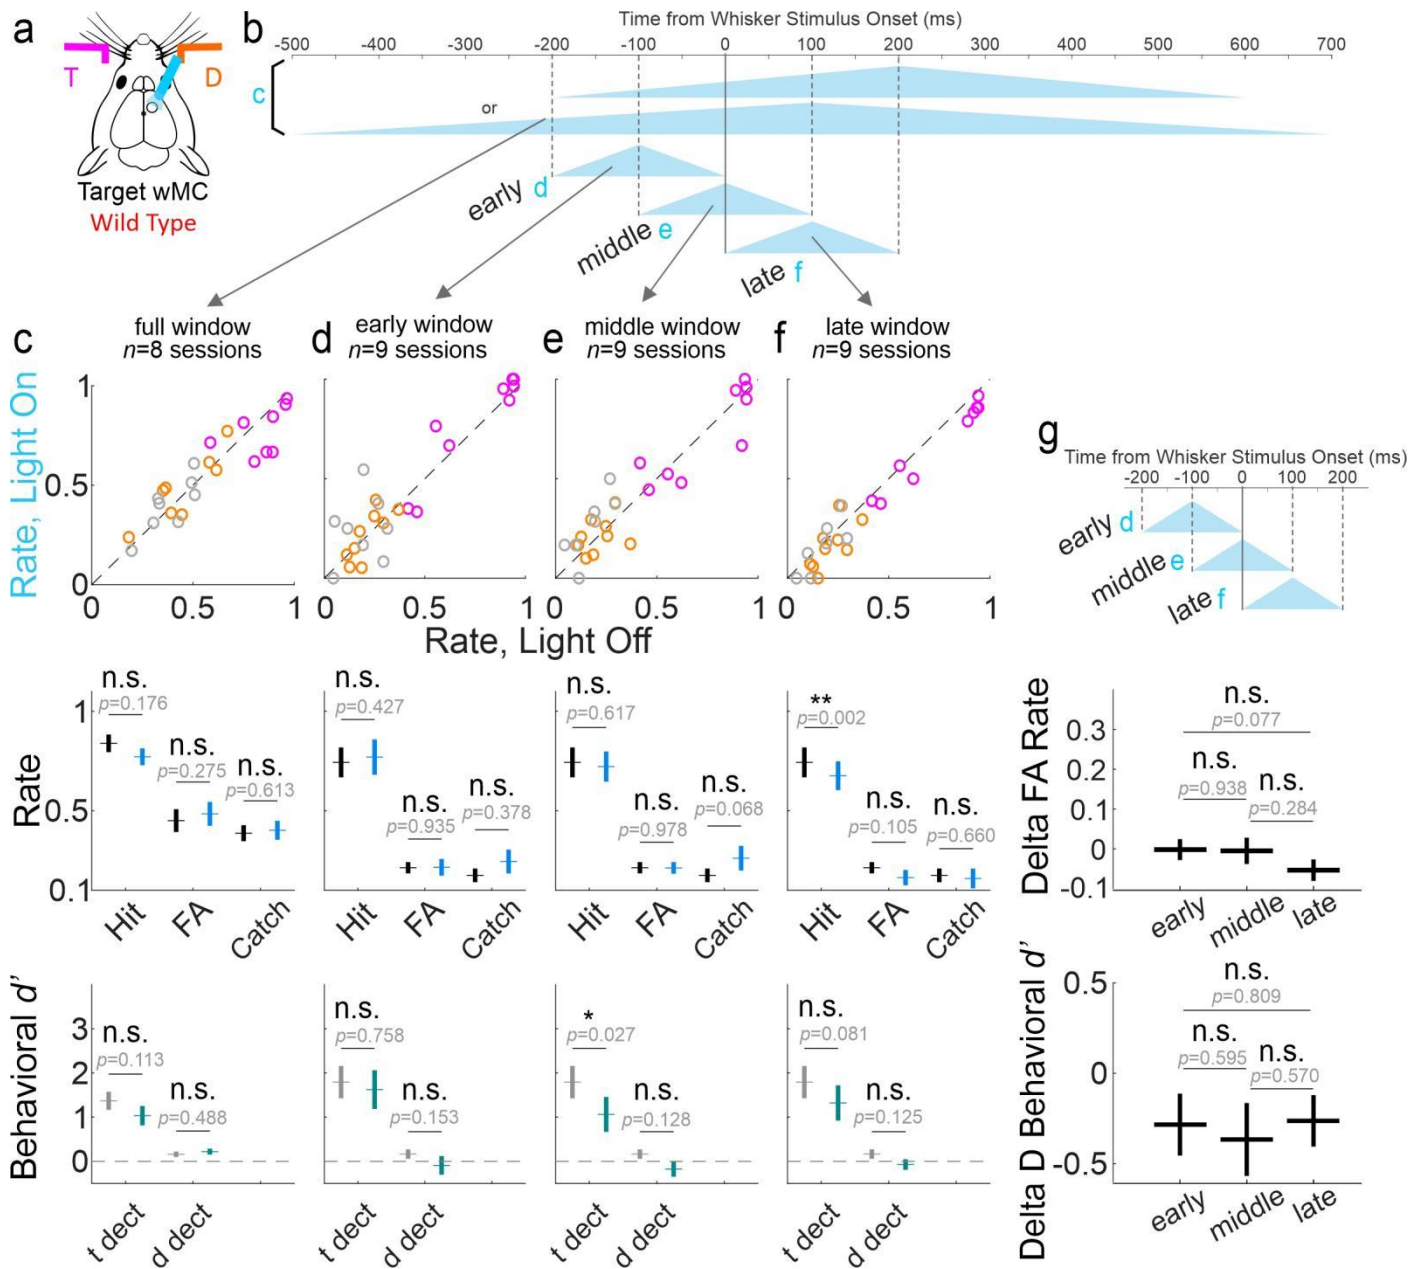 a
T
D
Target wMC
Wild Type
b
Time from Whisker Stimulus Onset (ms)
-500 -400 -300 -200 -100 0 100 200 300 400 500 600 700
c
or
early d
middle e
late f
c
full window
n=8 sessions
d
early window
n=9 sessions
e
middle window
n=9 sessions
f
late window
n=9 sessions
Rate, Light On
1
0.5
0
0 0.5 1
0 0.5 1
0 0.5 1
0 0.5 1
Rate, Light Off
g
Time from Whisker Stimulus Onset (ms)
-200 -100 0 100 200
early d
middle e
late f
Rate
1
0.5
0.1
n.s.
p=0.176
n.s.
p=0.275
n.s.
p=0.613
Hit FA Catch
n.s.
p=0.427
n.s.
p=0.935
n.s.
p=0.378
Hit FA Catch
n.s.
p=0.617
n.s.
p=0.978
n.s.
p=0.068
Hit FA Catch
**
p=0.002
n.s.
p=0.105
n.s.
p=0.660
Hit FA Catch
Delta FA Rate
0.3
0.2
0.1
0
-0.1
n.s.
p=0.077
n.s.
p=0.938
n.s.
p=0.284
early middle late
Behavioral d'
3
2
1
0
n.s.
p=0.113
n.s.
p=0.488
t dect d dect
n.s.
p=0.758
n.s.
p=0.153
t dect d dect
*
p=0.027
n.s.
p=0.128
t dect d dect
n.s.
p=0.081
n.s.
p=0.125
t dect d dect
Delta D Behavioral d'
0.5
0
-0.5
n.s.
p=0.809
n.s.
p=0.595
n.s.
p=0.570
early middle late